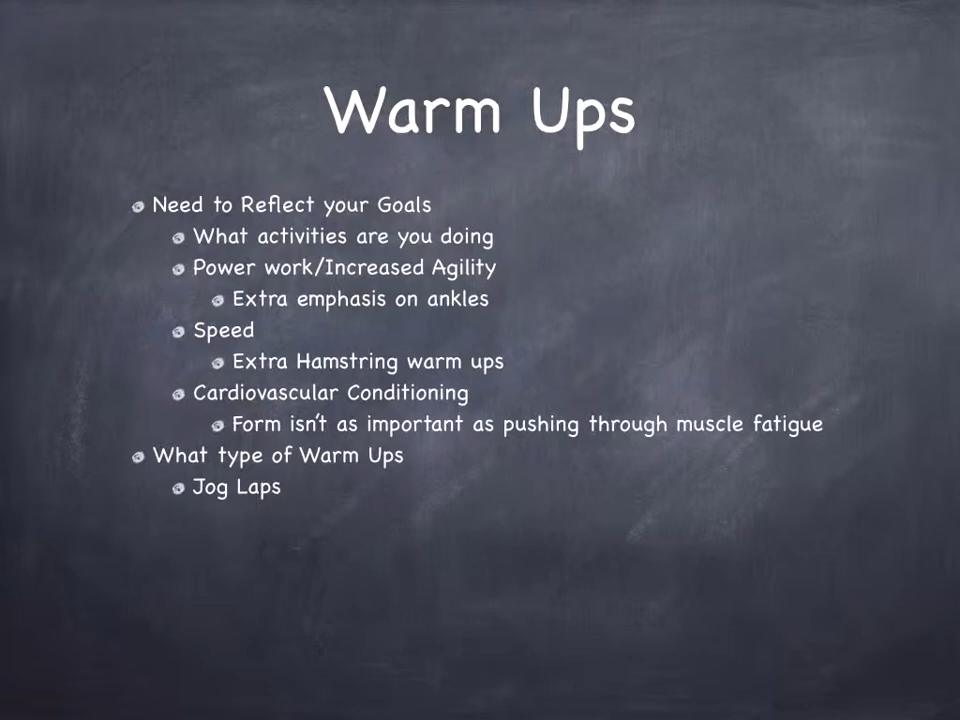 Warm Ups
Need to Reflect your Goals
What activities are you doing
Power work/Increased Agility
Extra emphasis on ankles
Speed
Extra Hamstring warm ups
Cardiovascular Conditioning
Form isn't as important as pushing through muscle fatigue
What type of Warm Ups
Jog Laps